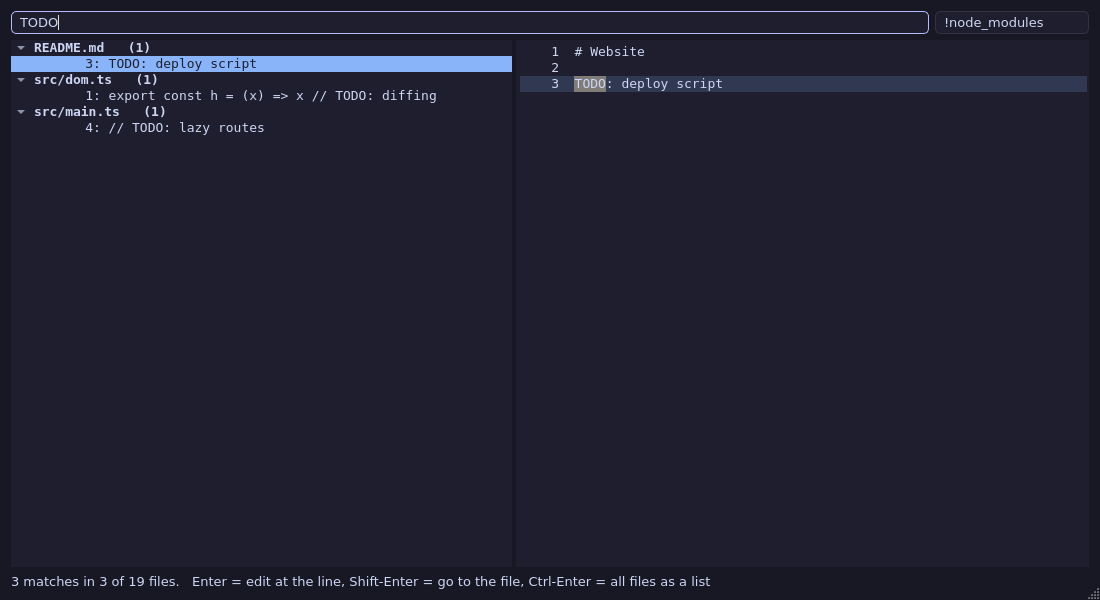 TODO
!node_modules
README.md (1)
3: TODO: deploy script
src/dom.ts (1)
1: export const h = (x) => x // TODO: diffing
src/main.ts (1)
4: // TODO: lazy routes
1 # Website
2
3 TODO: deploy script
3 matches in 3 of 19 files. Enter = edit at the line, Shift-Enter = go to the file, Ctrl-Enter = all files as a list